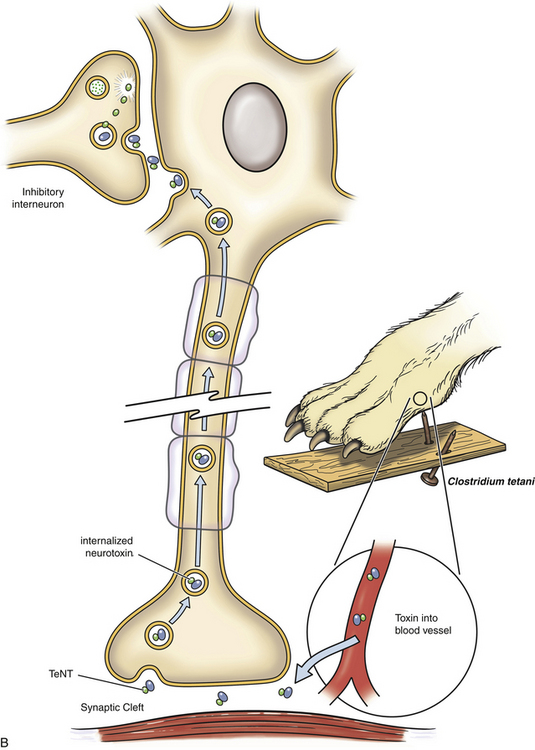 Inhibitory
interneuron
Clostridium tetani
internalized
neurotoxin
Toxin into
blood vessel
TeNT
Synaptic Cleft
B